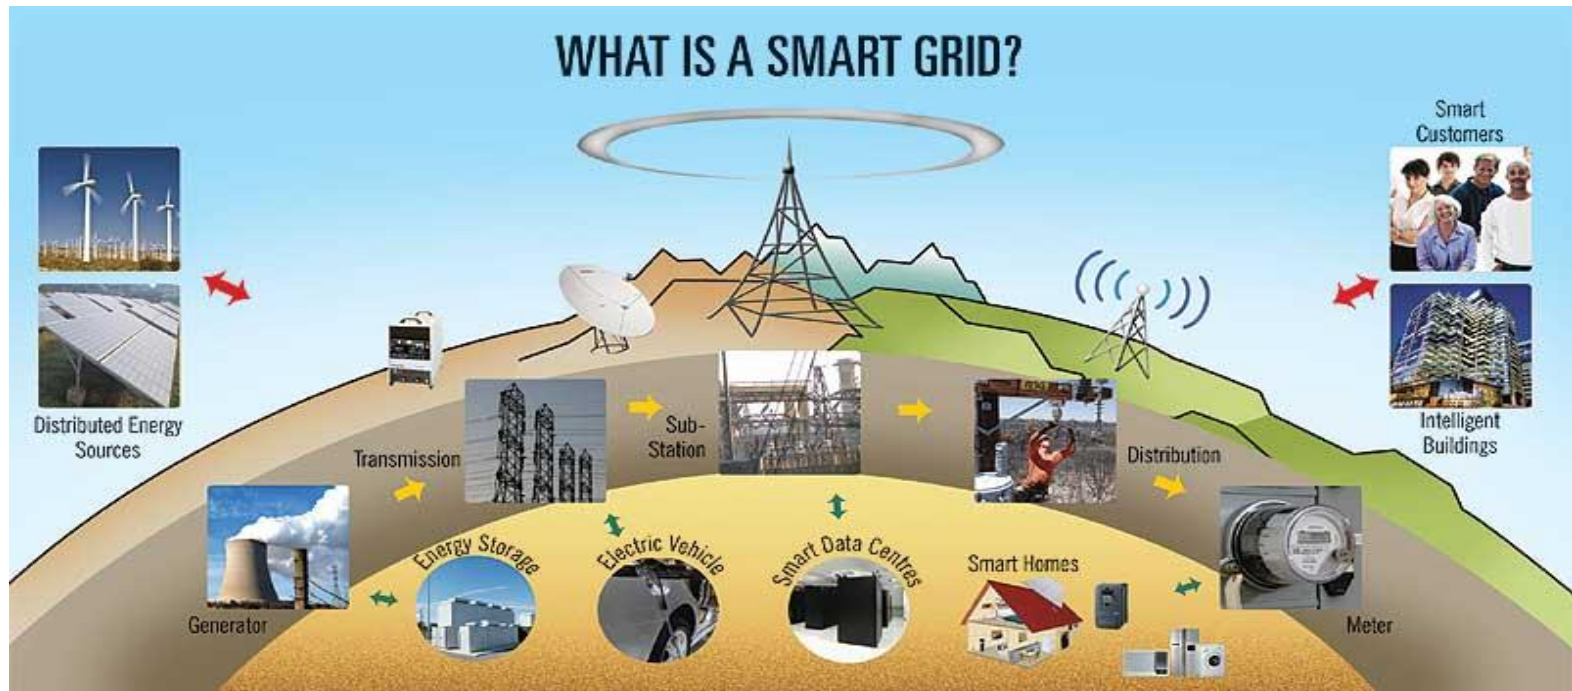 WHAT IS A SMART GRID?
Smart
Customers
Distributed Energy
Sources
Intelligent
Buildings
Transmission
Sub-
Station
Distribution
Generator
Energy Storage
Electric Vehicle
Smart Data Centres
Smart Homes
Meter